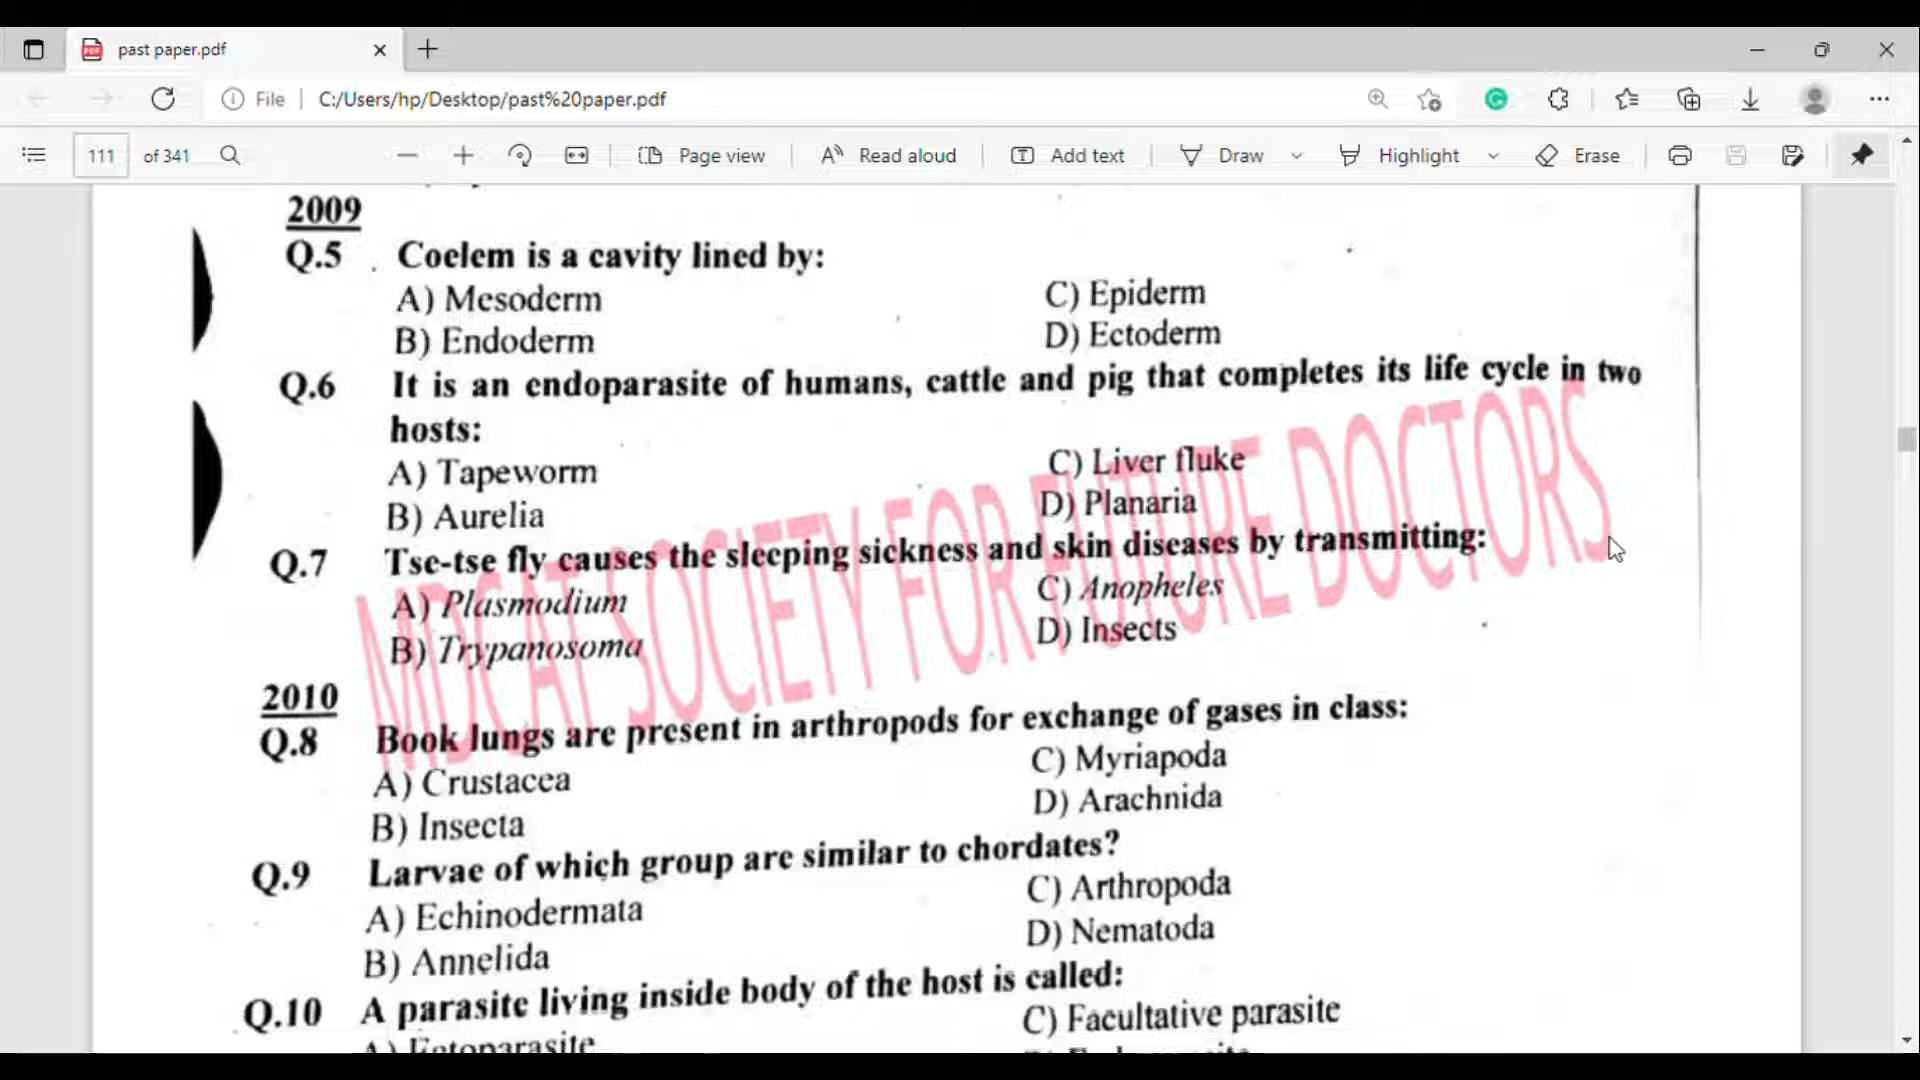 past paper.pdf
File C:/Users/hp/Desktop/past%20paper.pdf
111 of 341 Page view Read aloud Add text Draw Highlight Erase
2009
Q.5 Coelem is a cavity lined by:
A) Mesoderm C) Epiderm
B) Endoderm D) Ectoderm
Q.6 It is an endoparasite of humans, cattle and pig that completes its life cycle in two
hosts:
A) Tapeworm C) Liver fluke
B) Aurelia D) Planaria
Q.7 Tse-tse fly causes the sleeping sickness and skin diseases by transmitting:
A) Plasmodium C) Anopheles
B) Trypanosoma D) Insects
MDCAT SOCIETY FOR FUTURE DOCTORS
2010
Q.8 Book lungs are present in arthropods for exchange of gases in class:
A) Crustacea C) Myriapoda
B) Insecta D) Arachnida
Q.9 Larvae of which group are similar to chordates?
A) Echinodermata C) Arthropoda
B) Annelida D) Nematoda
Q.10 A parasite living inside body of the host is called:
A) Ectoparasite C) Facultative parasite